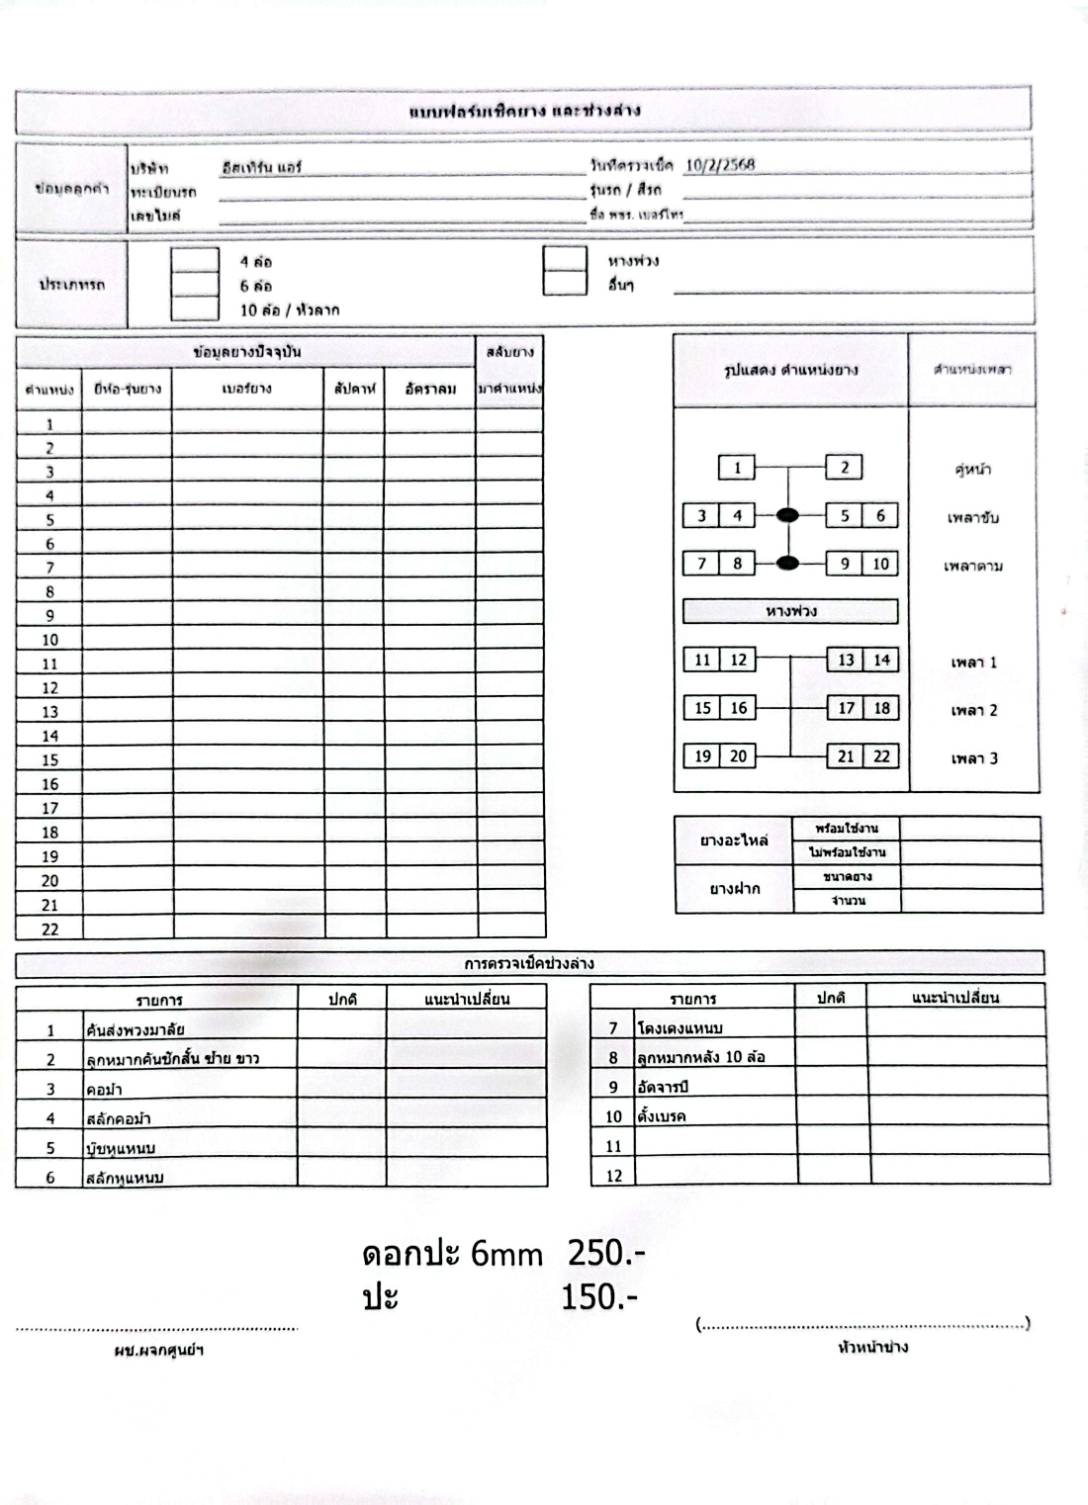 แบบฟอร์มเช็คยาง และช่วงล่าง
ข้อมูลลูกค้า
บริษัท อีสเทิร์น แอร์ วันที่ตรวจเช็ค 10/2/2568
ทะเบียนรถ รุ่นรถ / สีรถ
เลขไมล์ ชื่อ พขร. เบอร์โทร
ประเภทรถ
4 ล้อ หางพ่วง
6 ล้อ อื่นๆ
10 ล้อ / หัวลาก
ข้อมูลยางปัจจุบัน สลับยาง
ตำแหน่ง ยี่ห้อ-รุ่นยาง เบอร์ยาง สัปดาห์ อัตราลม มาตำแหน่ง
1
2
3
4
5
6
7
8
9
10
11
12
13
14
15
16
17
18
19
20
21
22
รูปแสดง ตำแหน่งยาง ตำแหน่งเพลา
1 2 คู่หน้า
3 4 5 6 เพลาขับ
7 8 9 10 เพลาตาม
หางพ่วง
11 12 13 14 เพลา 1
15 16 17 18 เพลา 2
19 20 21 22 เพลา 3
ยางอะไหล่ พร้อมใช้งาน
ไม่พร้อมใช้งาน
ยางฝาก ขนาดยาง
จำนวน
การตรวจเช็คช่วงล่าง
รายการ ปกติ แนะนำเปลี่ยน
1 คันส่งพวงมาลัย
2 ลูกหมากคันชักสั้น ซ้าย ขาว
3 คอม้า
4 สลักคอม้า
5 บู๊ชหูแหนบ
6 สลักหูแหนบ
รายการ ปกติ แนะนำเปลี่ยน
7 โตงเตงแหนบ
8 ลูกหมากหลัง 10 ล้อ
9 อัดจารบี
10 ตั้งเบรค
11
12
ดอกปะ 6mm 250.-
ปะ 150.-
ผช.ผจกศูนย์ฯ
(..........................................................)
หัวหน้าช่าง